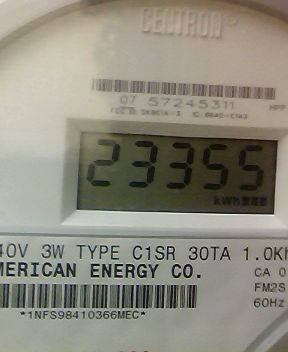 CENTRON®
07 57245311
23355
kWh
40V 3W TYPE C1SR 30TA 1.0Kh
MERICAN ENERGY CO.
CA 0
FM2S
60Hz
*1NFS98410366MEC*